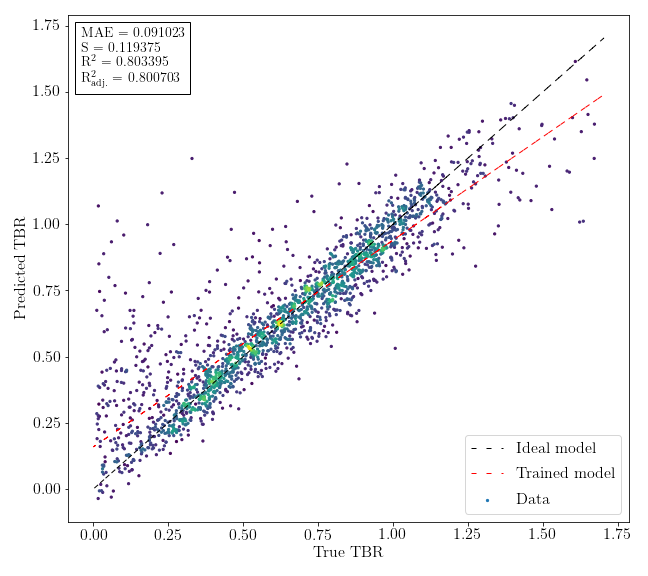 MAE = 0.091023
S = 0.119375
R² = 0.803395
R²adj. = 0.800703
1.75
1.50
1.25
1.00
0.75
0.50
0.25
0.00
Predicted TBR
Ideal model
Trained model
Data
0.00 0.25 0.50 0.75 1.00 1.25 1.50 1.75
True TBR